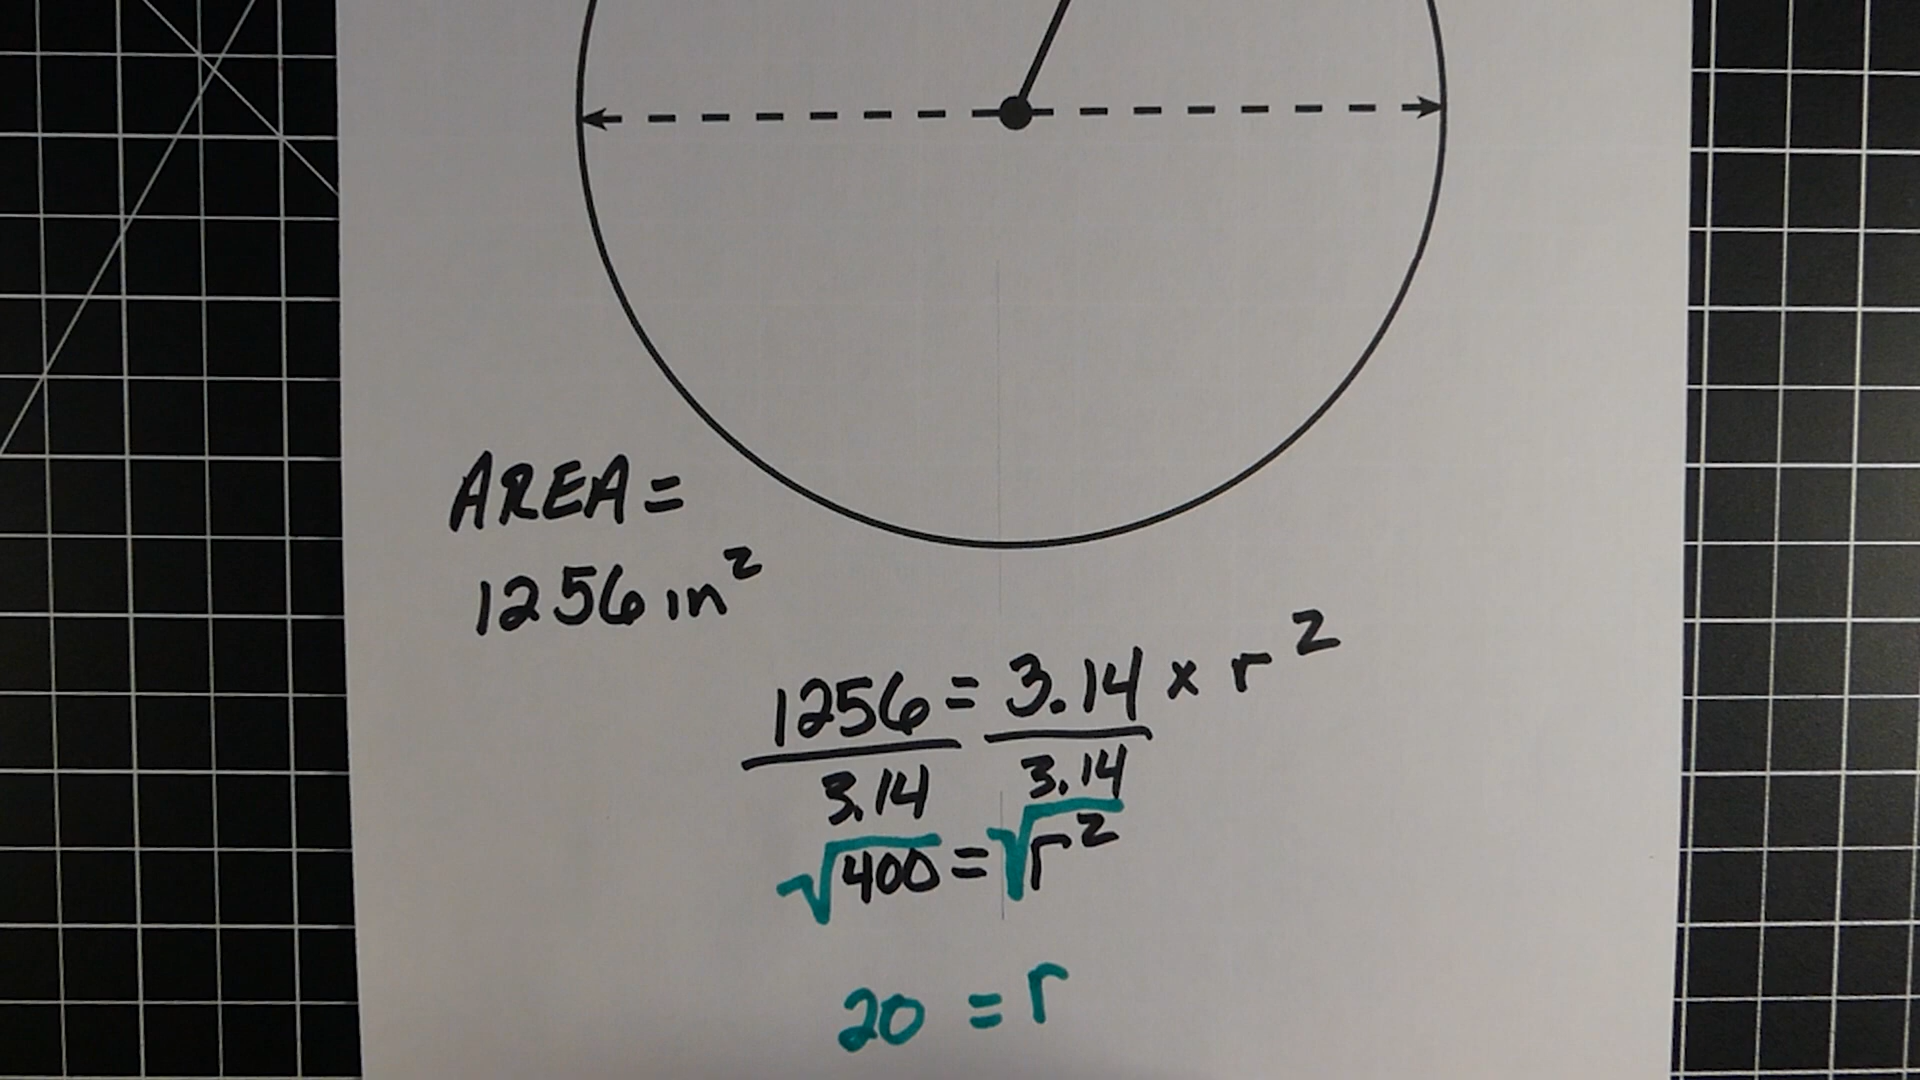 AREA =
1256 in²
1256 = 3.14 x r²
3.14 3.14
√400 = √r²
20 = r